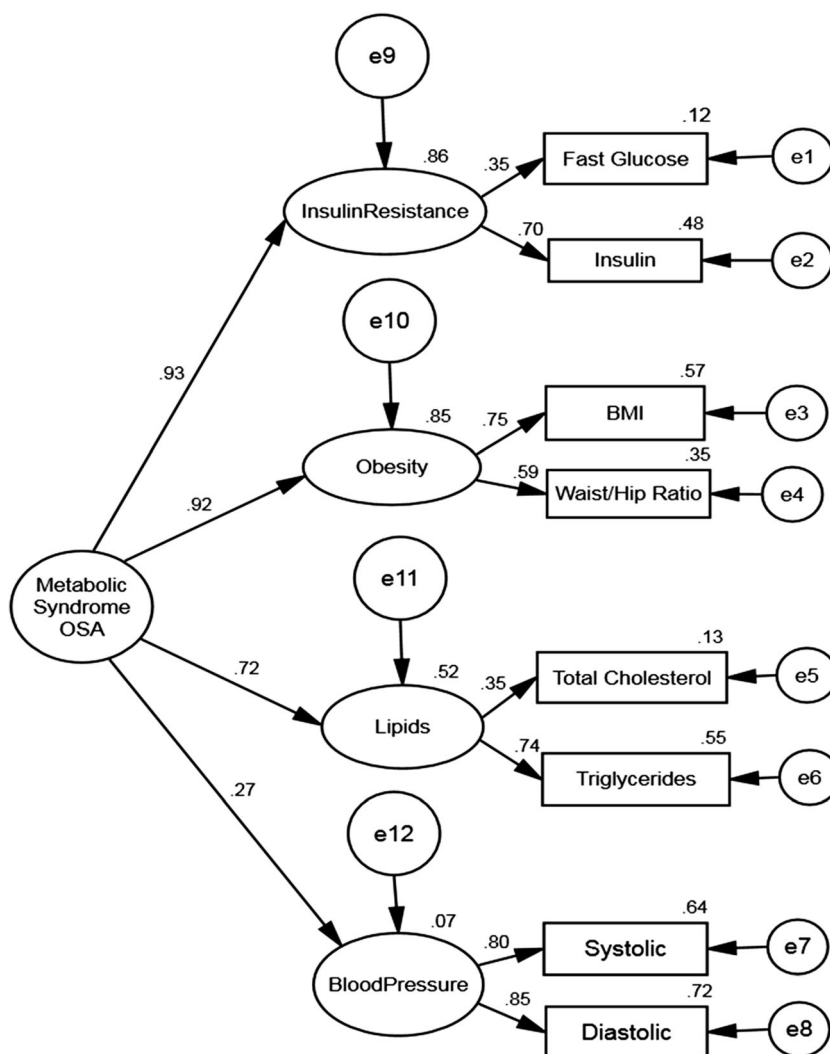 e9
.12
.86
.35
Fast Glucose
e1
InsulinResistance
.70
.48
Insulin
e2
e10
.93
.57
.85
.75
BMI
e3
Obesity
.35
.59
Waist/Hip Ratio
e4
.92
e11
Metabolic
Syndrome
OSA
.13
.52
.35
Total Cholesterol
e5
.72
Lipids
.74
.55
Triglycerides
e6
.27
e12
.64
.07
.80
Systolic
e7
BloodPressure
.85
.72
Diastolic
e8